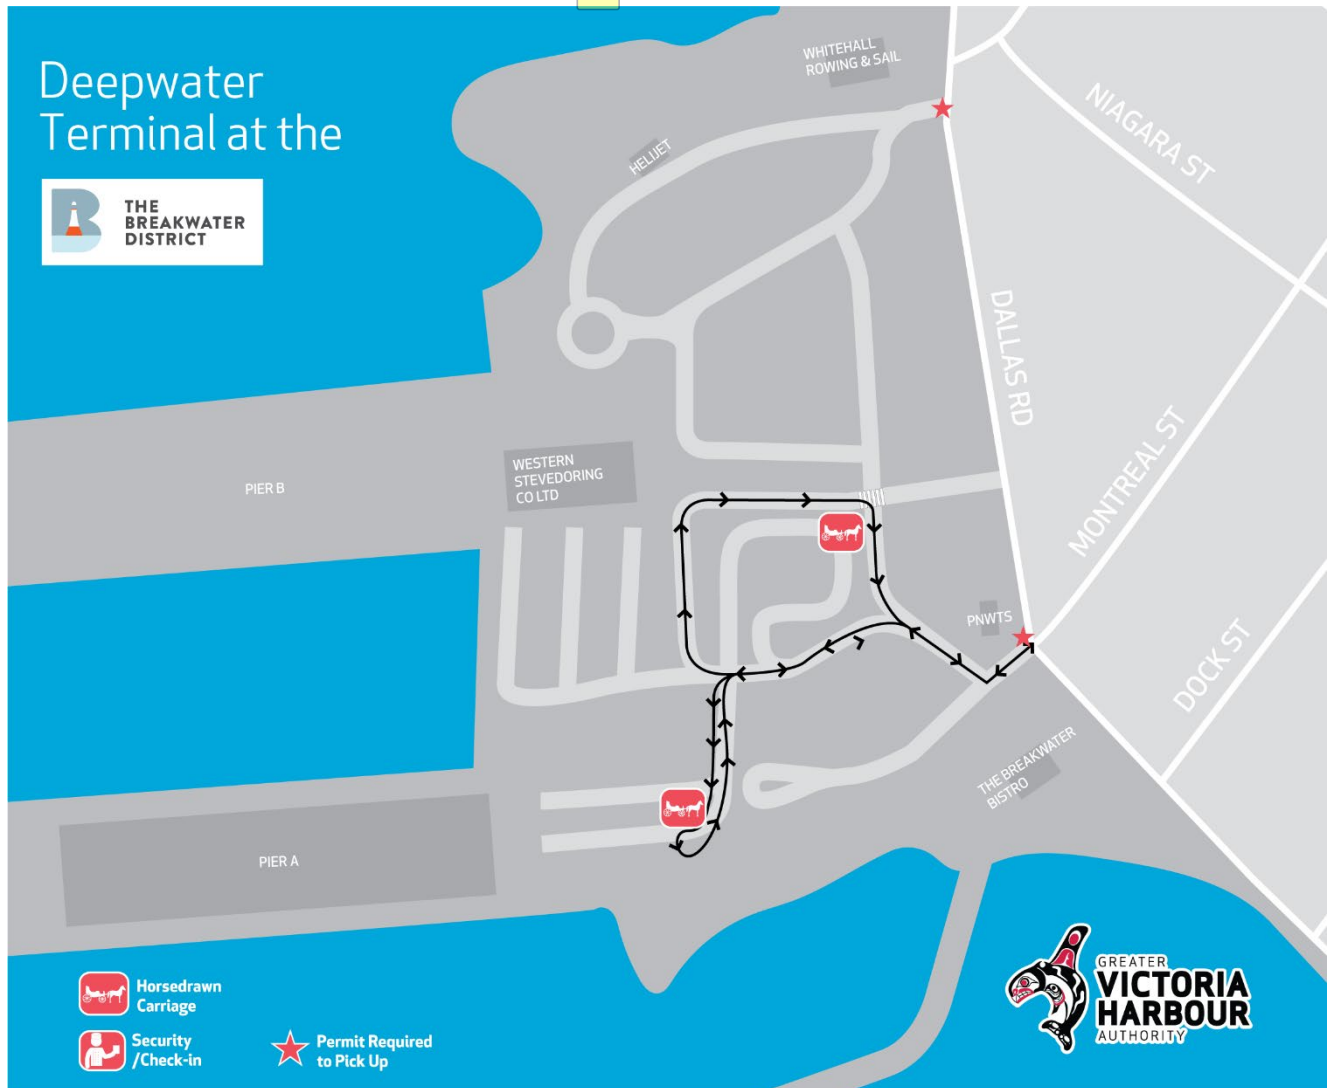 Deepwater
Terminal at the
B
THE
BREAKWATER
DISTRICT
WHITEHALL
ROWING & SAIL
HELIJET
NIAGARA ST
DALLAS RD
MONTREAL ST
DOCK ST
PIER B
WESTERN
STEVEDORING
CO LTD
PNWTS
THE BREAKWATER
BISTRO
PIER A
Horsedrawn
Carriage
Security
/Check-in
Permit Required
to Pick Up
GREATER
VICTORIA
HARBOUR
AUTHORITY